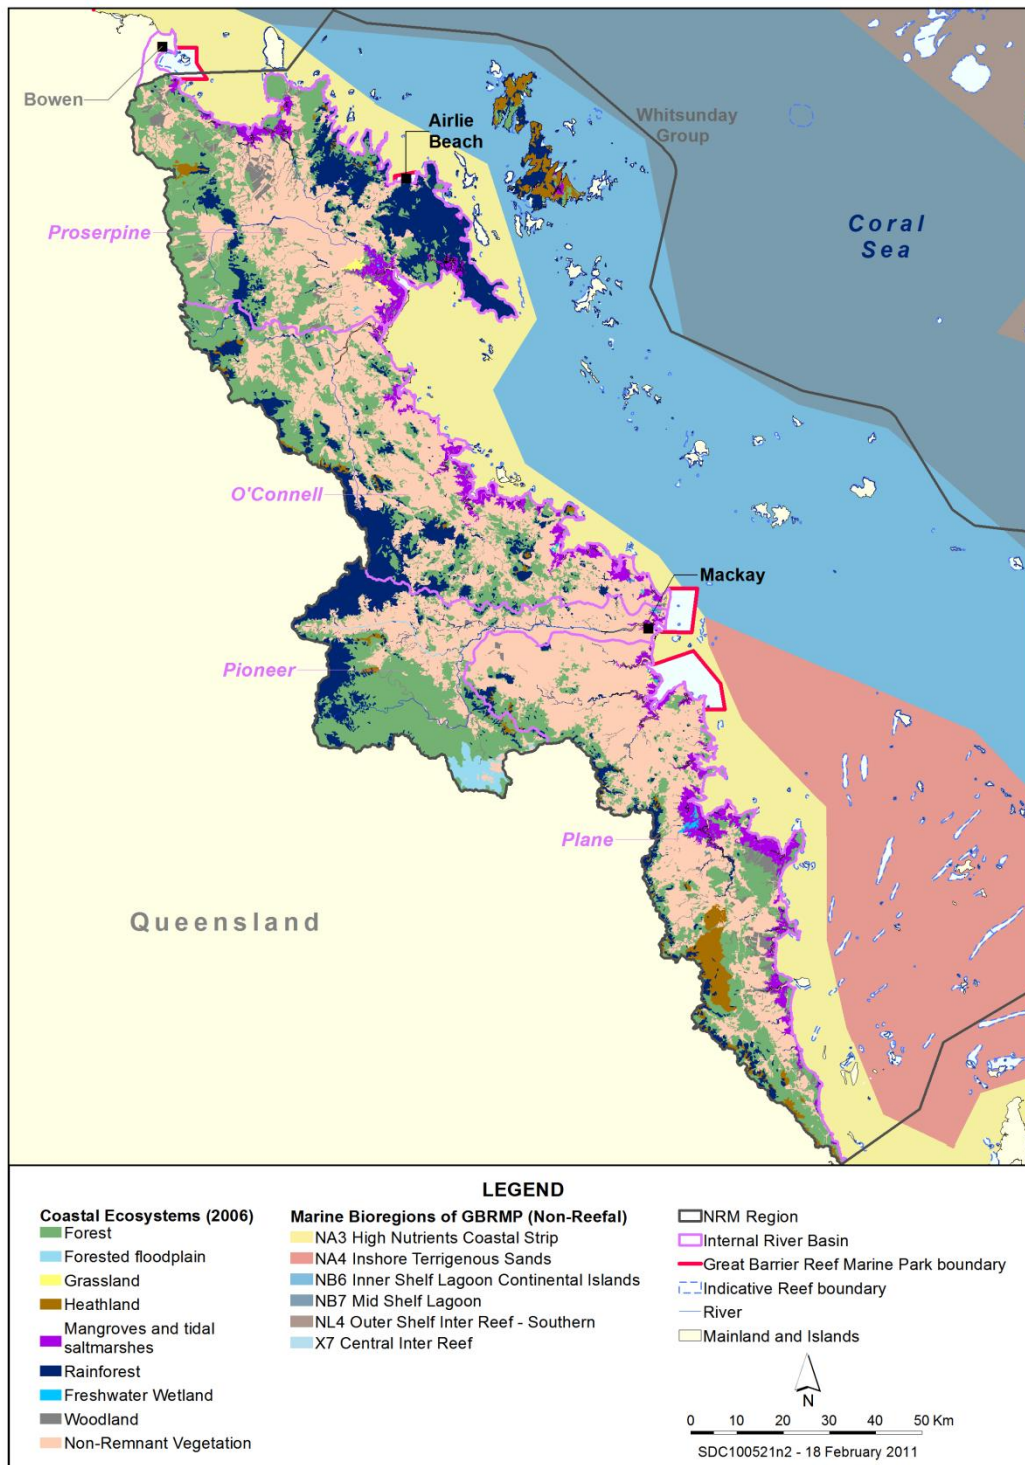 Bowen
Airlie
Beach
Whitsunday
Group
Coral
Sea
Proserpine
O'Connell
Mackay
Pioneer
Plane
Queensland
LEGEND
Coastal Ecosystems (2006)
Forest
Forested floodplain
Grassland
Heathland
Mangroves and tidal
saltmarshes
Rainforest
Freshwater Wetland
Woodland
Non-Remnant Vegetation
Marine Bioregions of GBRMP (Non-Reefal)
NA3 High Nutrients Coastal Strip
NA4 Inshore Terrigenous Sands
NB6 Inner Shelf Lagoon Continental Islands
NB7 Mid Shelf Lagoon
NL4 Outer Shelf Inter Reef - Southern
X7 Central Inter Reef
NRM Region
Internal River Basin
Great Barrier Reef Marine Park boundary
Indicative Reef boundary
River
Mainland and Islands
N
0 10 20 30 40 50 Km
SDC100521n2 - 18 February 2011